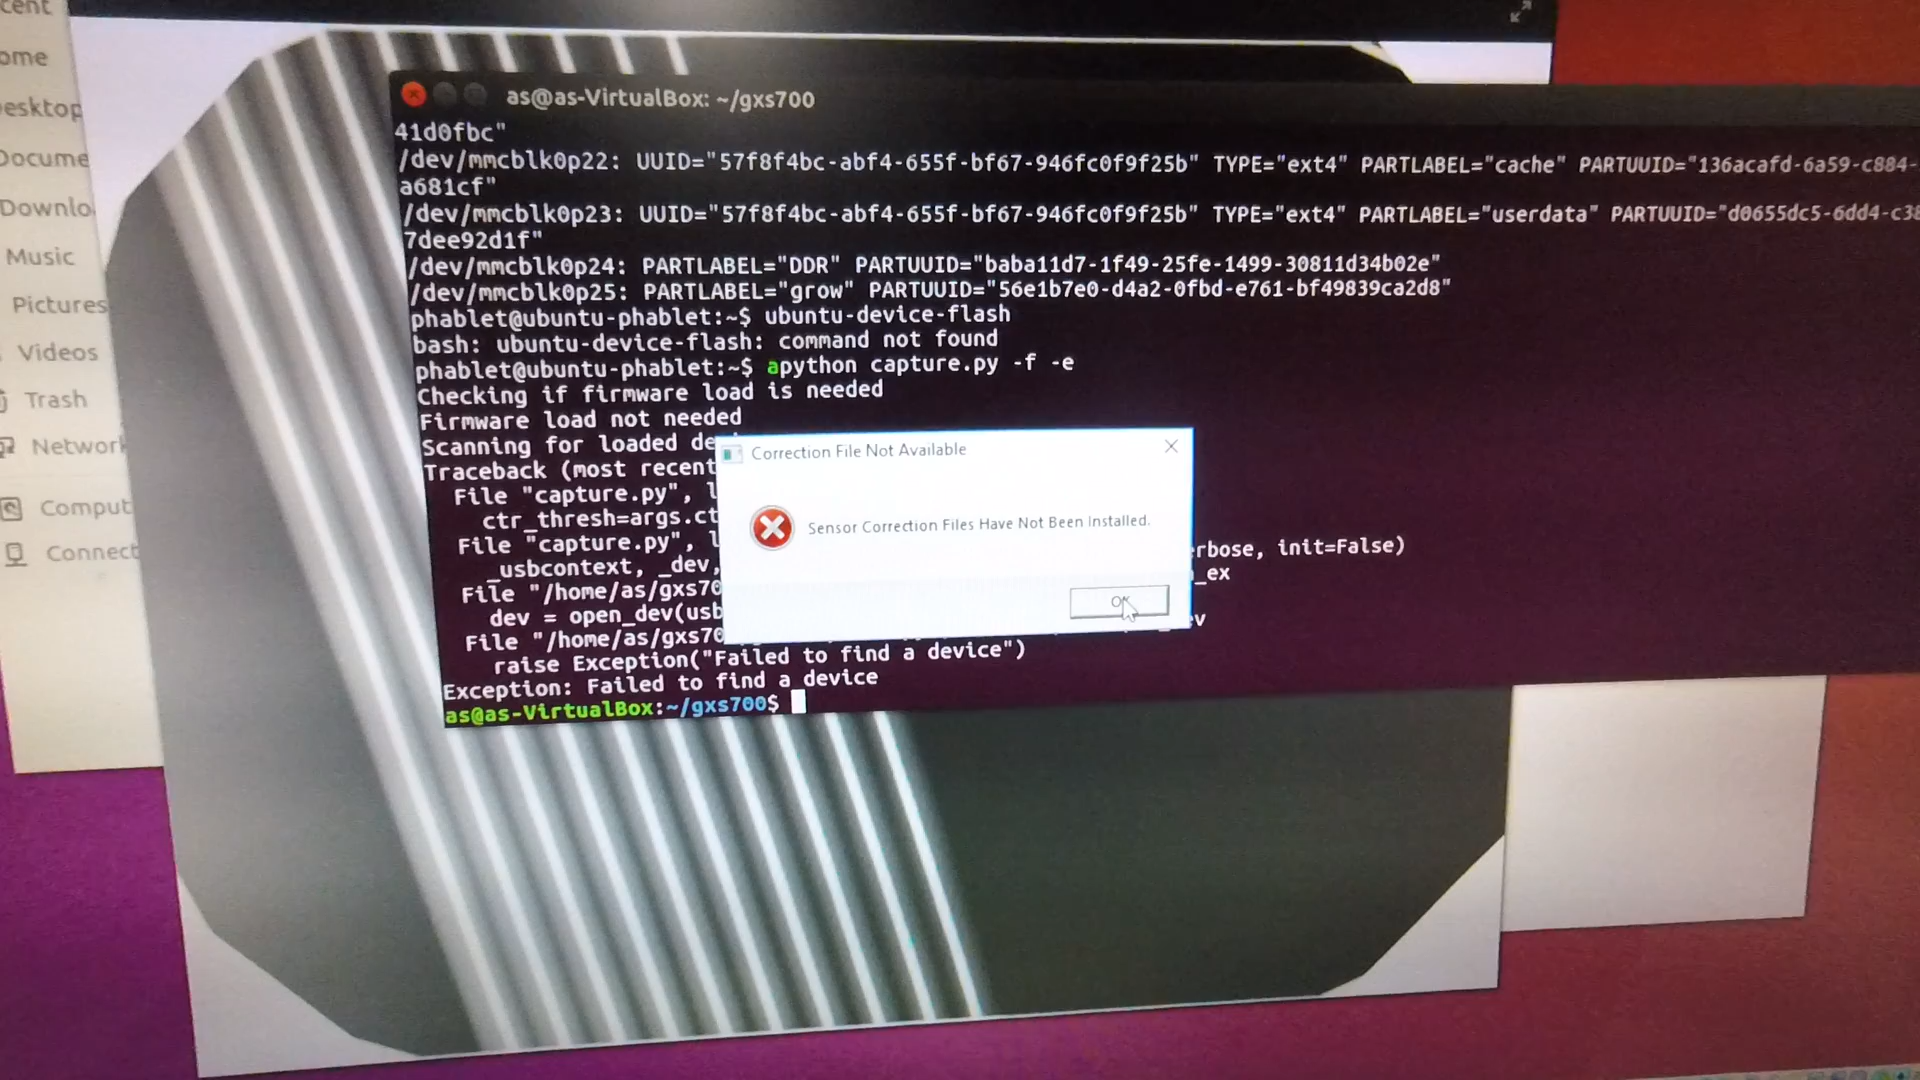 cent
ome
esktop
Docume
Downlo
Music
Pictures
Videos
Trash
Network
Comput
Connect
as@as-VirtualBox: ~/gxs700
41d0fbc"
/dev/mmcblk0p22: UUID="57f8f4bc-abf4-655f-bf67-946fc0f9f25b" TYPE="ext4" PARTLABEL="cache" PARTUUID="136acafd-6a59-c884-
a681cf"
/dev/mmcblk0p23: UUID="57f8f4bc-abf4-655f-bf67-946fc0f9f25b" TYPE="ext4" PARTLABEL="userdata" PARTUUID="d0655dc5-6dd4-c38
7dee92d1f"
/dev/mmcblk0p24: PARTLABEL="DDR" PARTUUID="baba11d7-1f49-25fe-1499-30811d34b02e"
/dev/mmcblk0p25: PARTLABEL="grow" PARTUUID="56e1b7e0-d4a2-0fbd-e761-bf49839ca2d8"
phablet@ubuntu-phablet:~$ ubuntu-device-flash
bash: ubuntu-device-flash: command not found
phablet@ubuntu-phablet:~$ apython capture.py -f -e
Checking if firmware load is needed
Firmware load not needed
Scanning for loaded de
Traceback (most recent
File "capture.py", l
ctr_thresh=args.ct
File "capture.py", l
_usbcontext, _dev, rbose, init=False)
File "/home/as/gxs70 _ex
dev = open_dev(usb
File "/home/as/gxs70 v
raise Exception("Failed to find a device")
Exception: Failed to find a device
as@as-VirtualBox:~/gxs700$
Correction File Not Available
Sensor Correction Files Have Not Been Installed.
OK